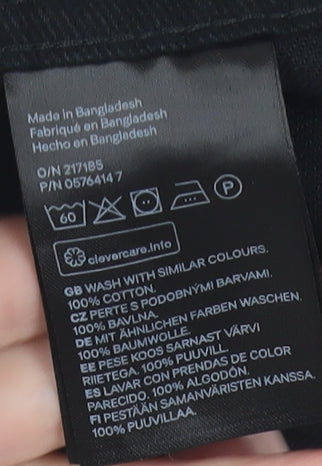 Made in Bangladesh
Fabriqué en Bangladesh
Hecho en Bangladesh
O/N 217185
P/N 0576414 7
60
P
clevercare.info
GB WASH WITH SIMILAR COLOURS.
100% COTTON.
CZ PERTE S PODOBNÝMI BARVAMI.
100% BAVLNA.
DE MIT ÄHNLICHEN FARBEN WASCHEN.
100% BAUMWOLLE.
EE PESE KOOS SARNAST VÄRVI
RIIETEGA. 100% PUUVILL.
ES LAVAR CON PRENDAS DE COLOR
PARECIDO. 100% ALGODÓN.
FI PESTÄÄN SAMANVÄRISTEN KANSSA.
100% PUUVILLAA.